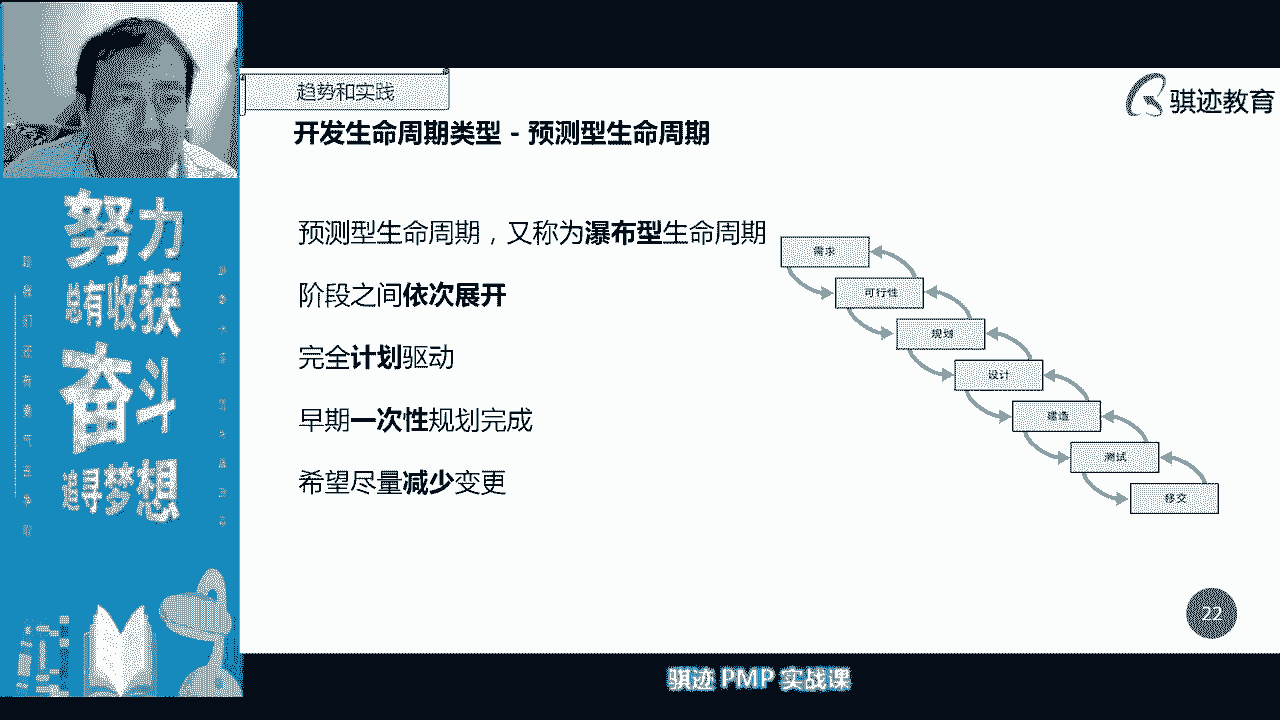 趋势和实践
骐迹教育
开发生命周期类型 - 预测型生命周期
预测型生命周期，又称为瀑布型生命周期
阶段之间依次展开
完全计划驱动
早期一次性规划完成
希望尽量减少变更
需求
可行性
规划
设计
建造
测试
移交
22
努力
总有收获
奋斗
追寻梦想
骐迹 PMP 实战课